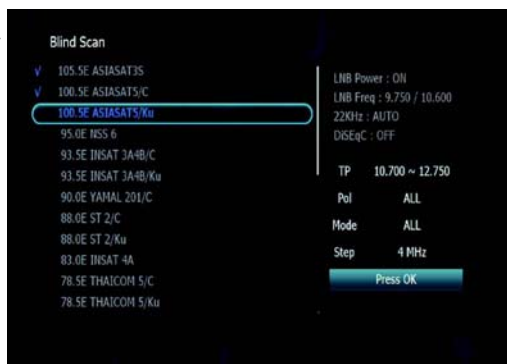 Blind Scan
√ 105.5E ASIASAT3S
√ 100.5E ASIASAT5/C
100.5E ASIASAT5/Ku
95.0E NSS 6
93.5E INSAT 3A4B/C
93.5E INSAT 3A4B/Ku
90.0E YAMAL 201/C
88.0E ST 2/C
88.0E ST 2/Ku
83.0E INSAT 4A
78.5E THAICOM 5/C
78.5E THAICOM 5/Ku
LNB Power : ON
LNB Freq : 9.750 / 10.600
22KHz : AUTO
DiSEqC : OFF
TP 10.700 ~ 12.750
Pol ALL
Mode ALL
Step 4 MHz
Press OK